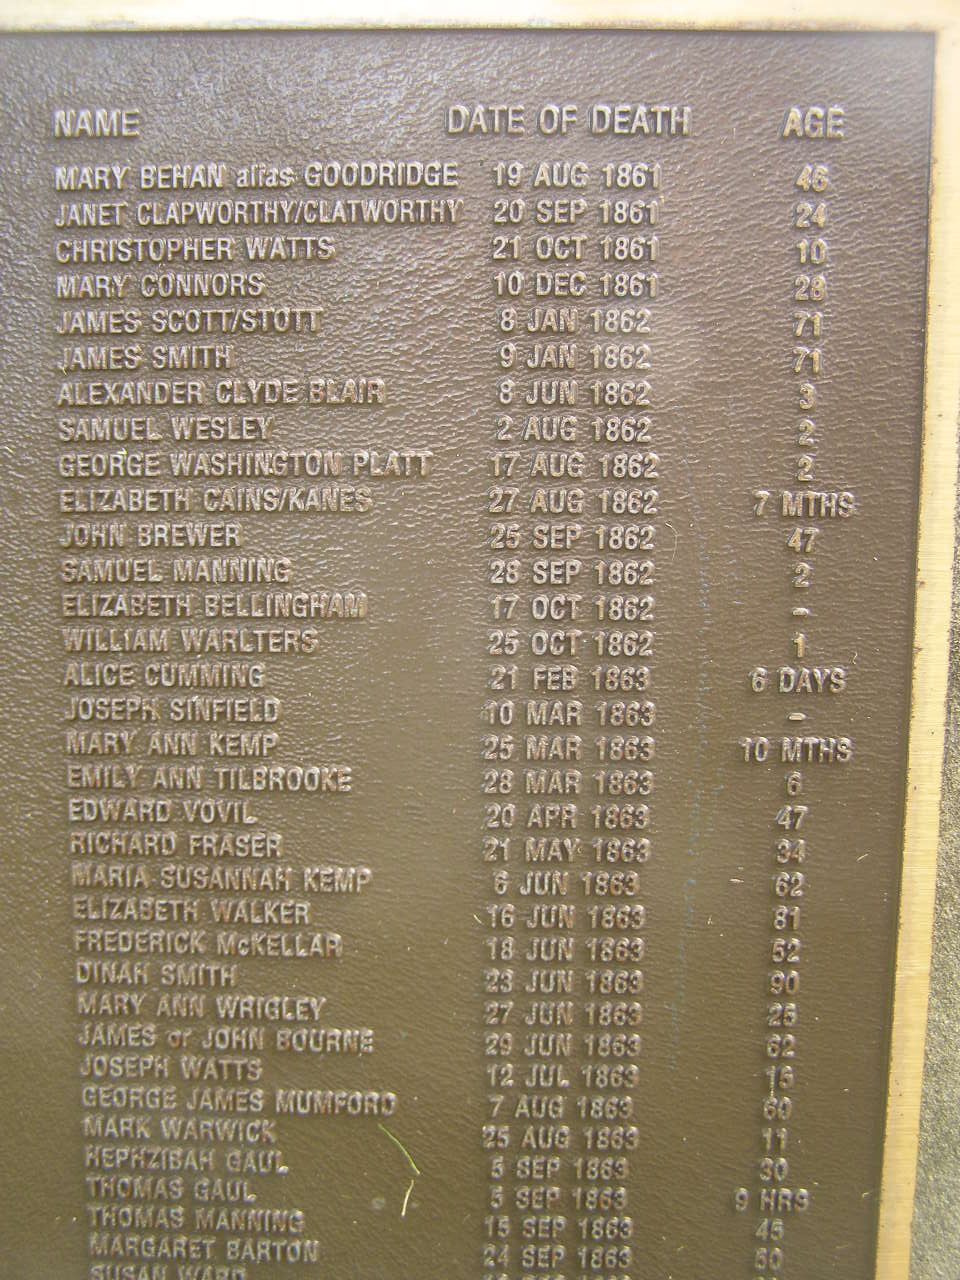 NAME DATE OF DEATH AGE
MARY BEHAN alias GOODRIDGE 19 AUG 1861 46
JANET CLAPWORTHY/CLATWORTHY 20 SEP 1861 24
CHRISTOPHER WATTS 21 OCT 1861 10
MARY CONNORS 10 DEC 1861 28
JAMES SCOTT/STOTT 8 JAN 1862 71
JAMES SMITH 9 JAN 1862 71
ALEXANDER CLYDE BLAIR 8 JUN 1862 3
SAMUEL WESLEY 2 AUG 1862 2
GEORGE WASHINGTON PLATT 17 AUG 1862 2
ELIZABETH CAINS/KANES 27 AUG 1862 7 MTHS
JOHN BREWER 25 SEP 1862 47
SAMUEL MANNING 28 SEP 1862 2
ELIZABETH BELLINGHAM 17 OCT 1862 -
WILLIAM WARLTERS 25 OCT 1862 1
ALICE CUMMING 21 FEB 1863 6 DAYS
JOSEPH SINFIELD 10 MAR 1863 -
MARY ANN KEMP 25 MAR 1863 10 MTHS
EMILY ANN TILBROOKE 28 MAR 1863 6
EDWARD VOVIL 20 APR 1863 47
RICHARD FRASER 21 MAY 1863 34
MARIA SUSANNAH KEMP 6 JUN 1863 62
ELIZABETH WALKER 16 JUN 1863 81
FREDERICK McKELLAR 18 JUN 1863 52
DINAH SMITH 23 JUN 1863 90
MARY ANN WRIGLEY 27 JUN 1863 25
JAMES or JOHN BOURNE 29 JUN 1863 62
JOSEPH WATTS 12 JUL 1863 15
GEORGE JAMES MUMFORD 7 AUG 1863
MARK WARWICK 25 AUG 1863 11
HEPHZIBAH GAUL 5 SEP 1863 30
THOMAS GAUL 5 SEP 1863 9 HRS
THOMAS MANNING 15 SEP 1863 45
MARGARET BARTON 24 SEP 1863
SUSAN WARD